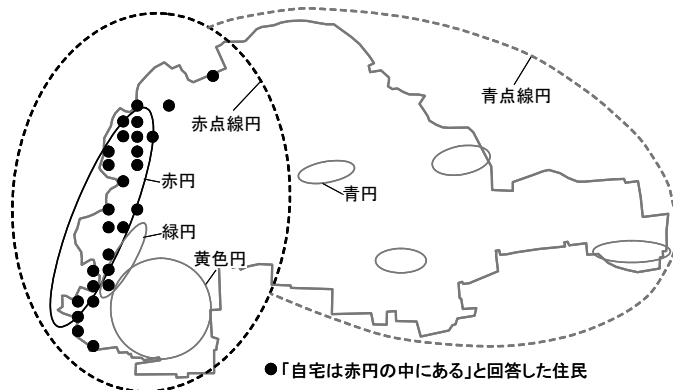 赤点線円
青点線円
赤円
青円
緑円
黄色円
●「自宅は赤円の中にある」と回答した住民